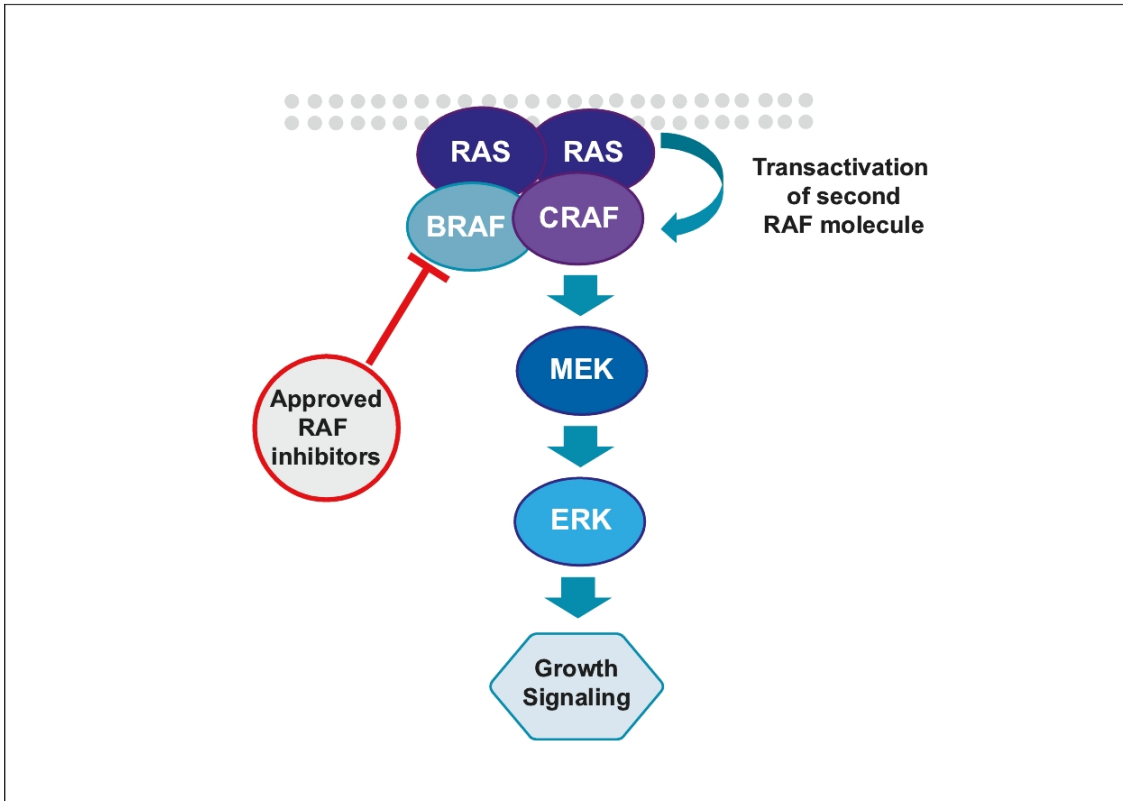 RAS RAS
BRAF CRAF
Transactivation
of second
RAF molecule
MEK
Approved
RAF
inhibitors
ERK
Growth
Signaling